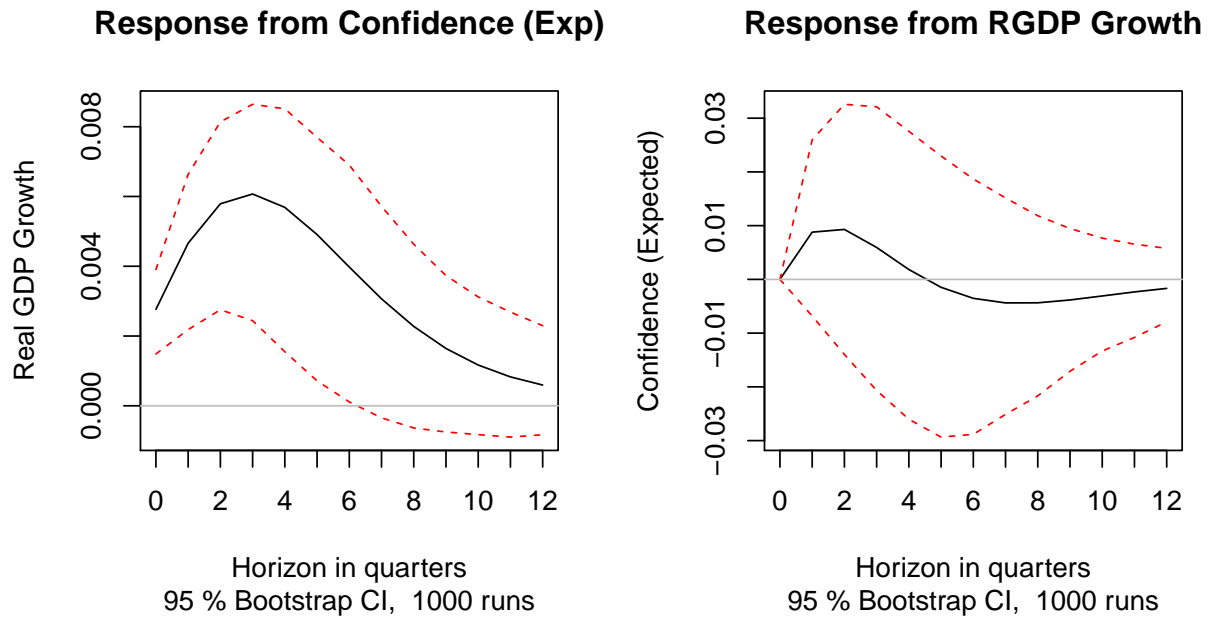 Response from Confidence (Exp)
Real GDP Growth
0.008
0.004
0.000
0 2 4 6 8 10 12
Horizon in quarters
95 % Bootstrap CI,  1000 runs
Response from RGDP Growth
Confidence (Expected)
0.03
0.01
−0.01
−0.03
0 2 4 6 8 10 12
Horizon in quarters
95 % Bootstrap CI,  1000 runs